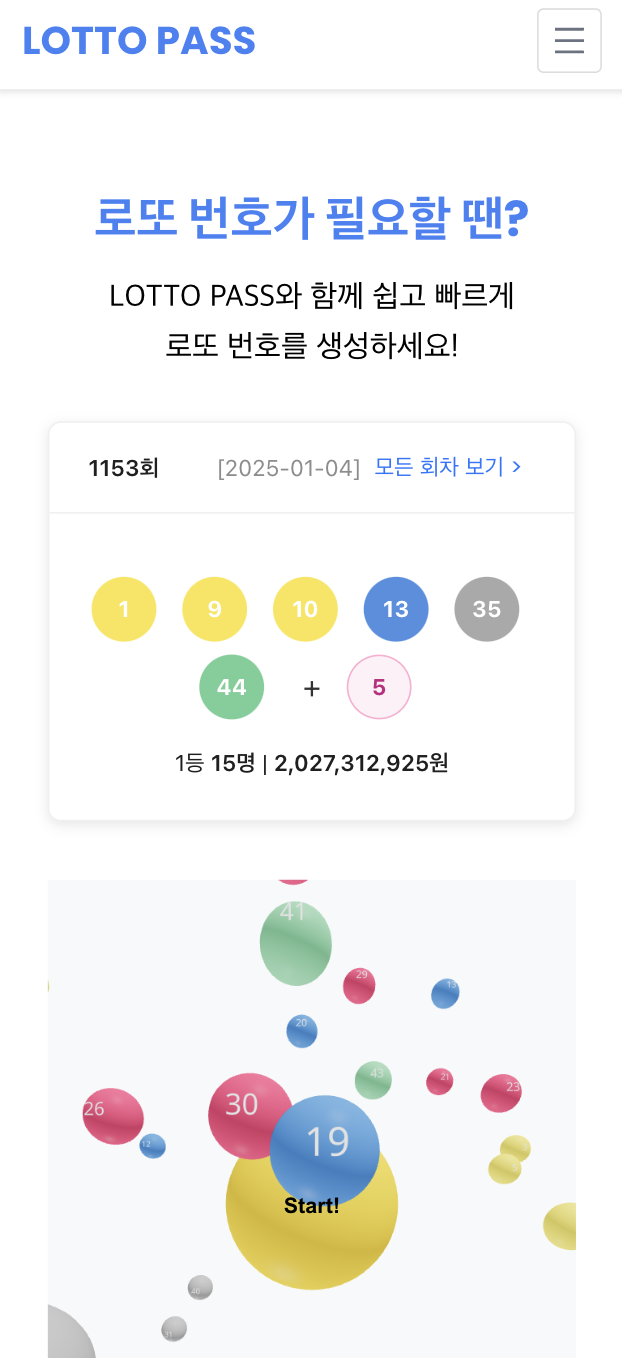 LOTTO PASS
로또 번호가 필요할 땐?
LOTTO PASS와 함께 쉽고 빠르게
로또 번호를 생성하세요!
1153회 [2025-01-04] 모든 회차 보기 >
1 9 10 13 35
44 + 5
1등 15명 | 2,027,312,925원
41
29
20
43
21
23
26
30
12
19
Start!
40